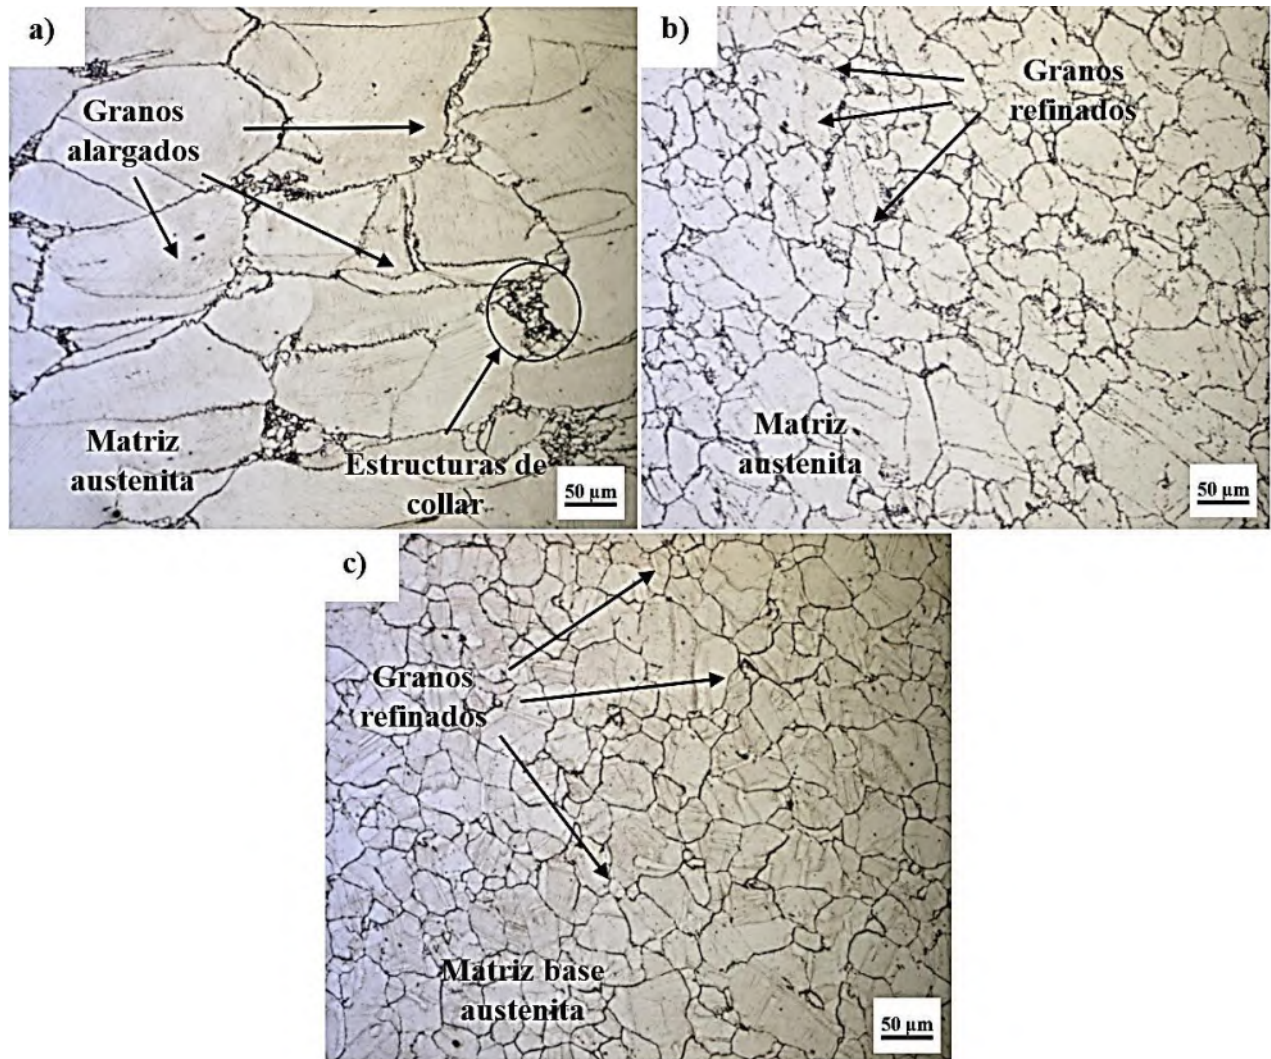 a)
Granos
alargados
Matriz
austenita
Estructuras de
collar
50 µm
b)
Granos
refinados
Matriz
austenita
50 µm
c)
Granos
refinados
Matriz base
austenita
50 µm